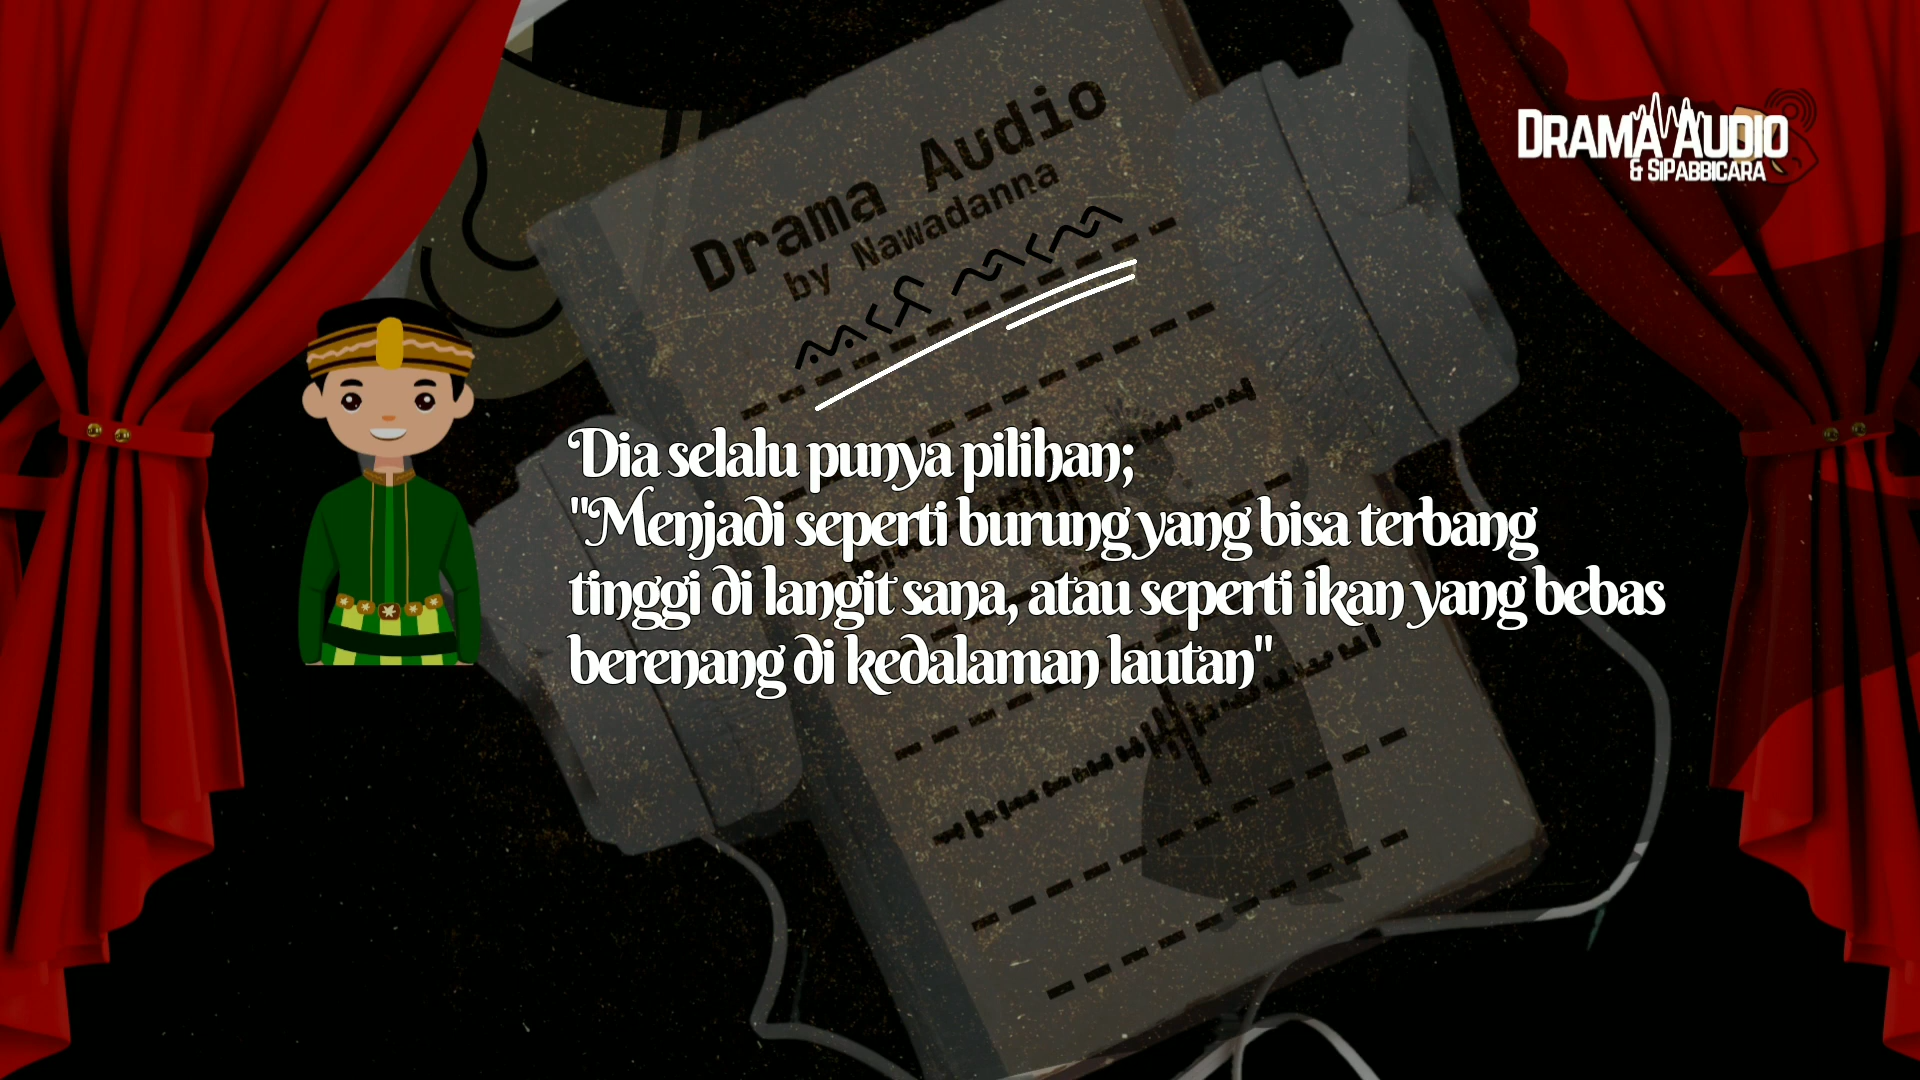 Drama Audio
by Nawadanna
DRAMA AUDIO
& SIPABBICARA
Dia selalu punya pilihan;
"Menjadi seperti burung yang bisa terbang
tinggi di langit sana, atau seperti ikan yang bebas
berenang di kedalaman lautan"